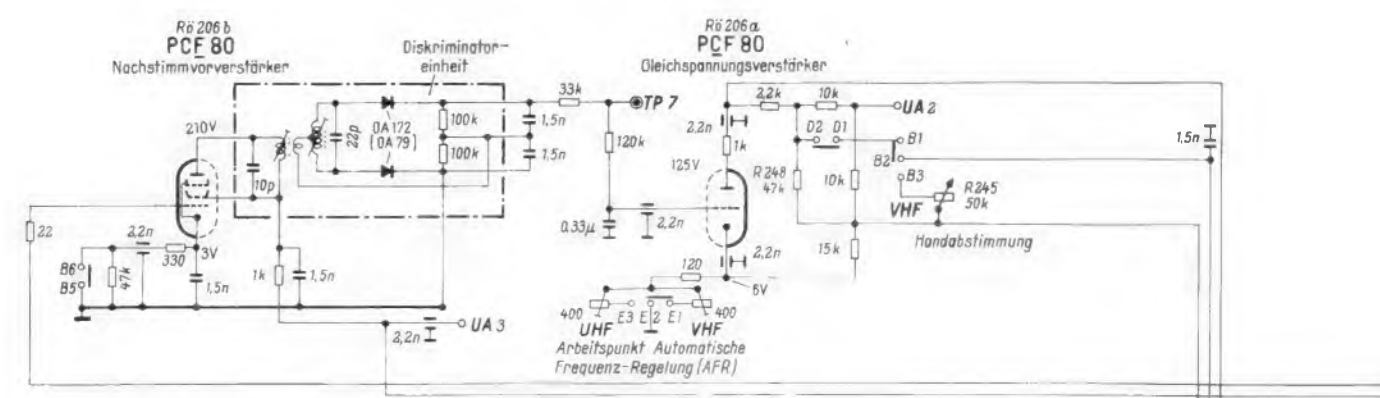 Rö 206b
PCF 80
Nachstimmvorverstärker
Diskriminator-
einheit
Rö 206a
PCF 80
Gleichspannungsverstärker
210V
10p
22p
OA 172
(OA 79)
100k
100k
1,5n
1,5n
33k
TP 7
120k
0.33µ
2,2n
2,2n
125V
1k
2,2k
10k
UA 2
D2 D1
R 248
47k
10k
15k
B1
B2
B3
VHF
R 245
50k
Handabstimmung
1,5n
22
B6
B5
47k
2,2n
330
3V
1,5n
1k
1,5n
2,2n
UA 3
2,2n
120
6V
400
E3 E2 E1
400
UHF
VHF
Arbeitspunkt Automatische
Frequenz-Regelung (AFR)